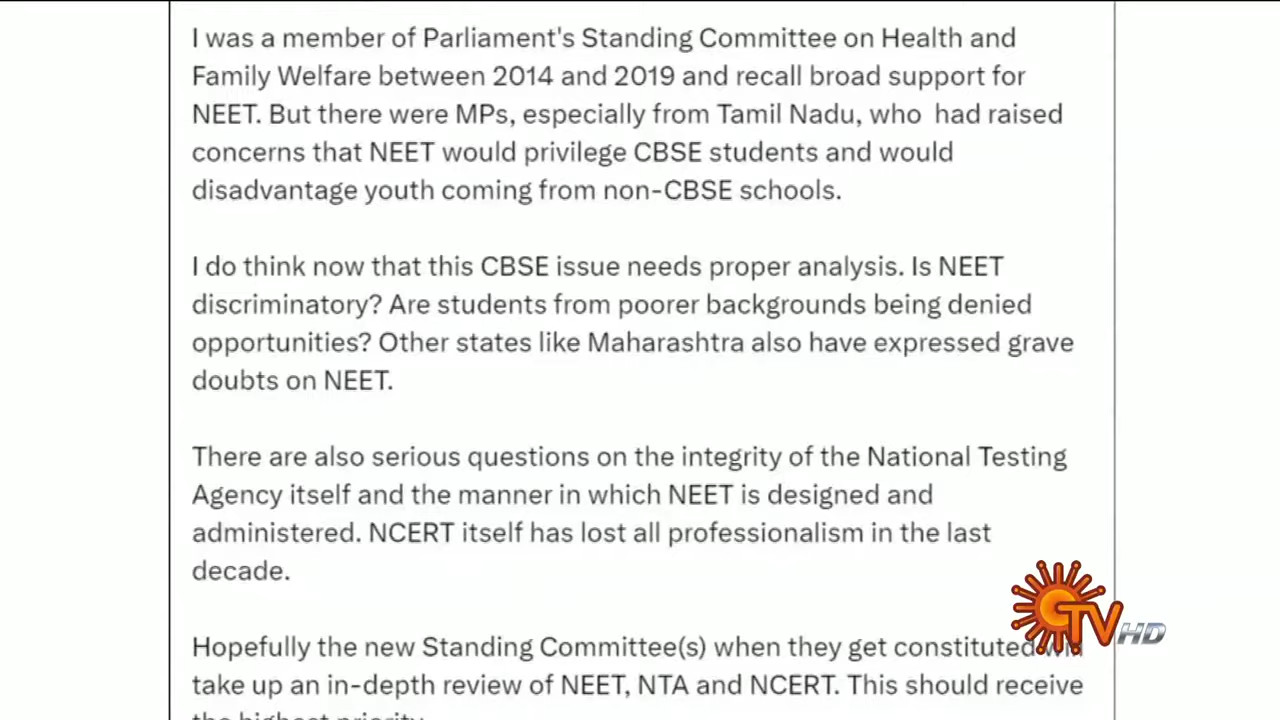 I was a member of Parliament's Standing Committee on Health and
Family Welfare between 2014 and 2019 and recall broad support for
NEET. But there were MPs, especially from Tamil Nadu, who had raised
concerns that NEET would privilege CBSE students and would
disadvantage youth coming from non-CBSE schools.
I do think now that this CBSE issue needs proper analysis. Is NEET
discriminatory? Are students from poorer backgrounds being denied
opportunities? Other states like Maharashtra also have expressed grave
doubts on NEET.
There are also serious questions on the integrity of the National Testing
Agency itself and the manner in which NEET is designed and
administered. NCERT itself has lost all professionalism in the last
decade.
Hopefully the new Standing Committee(s) when they get constituted will
take up an in-depth review of NEET, NTA and NCERT. This should receive
the highest priority.
TV HD